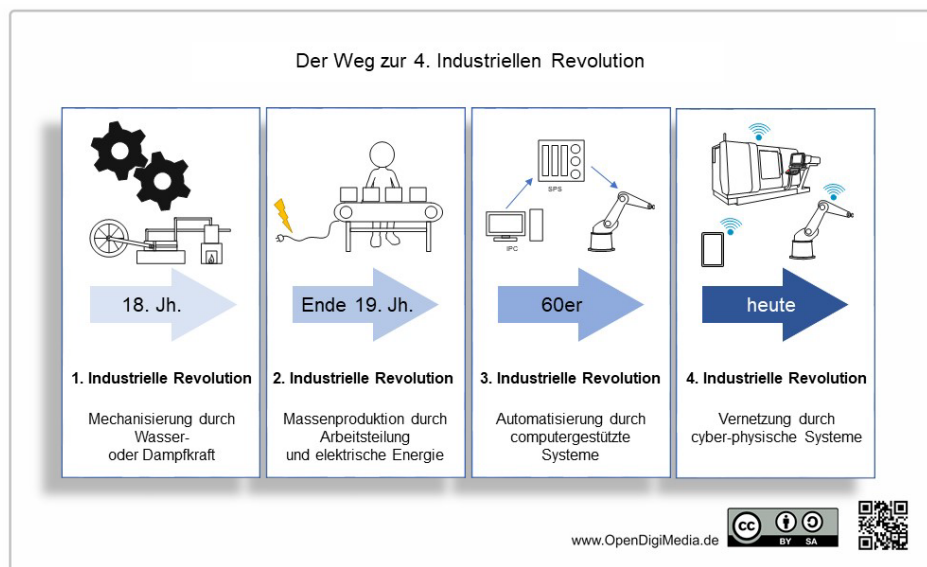 Der Weg zur 4. Industriellen Revolution
SPS
IPC
18. Jh.
Ende 19. Jh.
60er
heute
1. Industrielle Revolution
Mechanisierung durch
Wasser-
oder Dampfkraft
2. Industrielle Revolution
Massenproduktion durch
Arbeitsteilung
und elektrische Energie
3. Industrielle Revolution
Automatisierung durch
computergestützte
Systeme
4. Industrielle Revolution
Vernetzung durch
cyber-physische Systeme
www.OpenDigiMedia.de
cc
BY SA